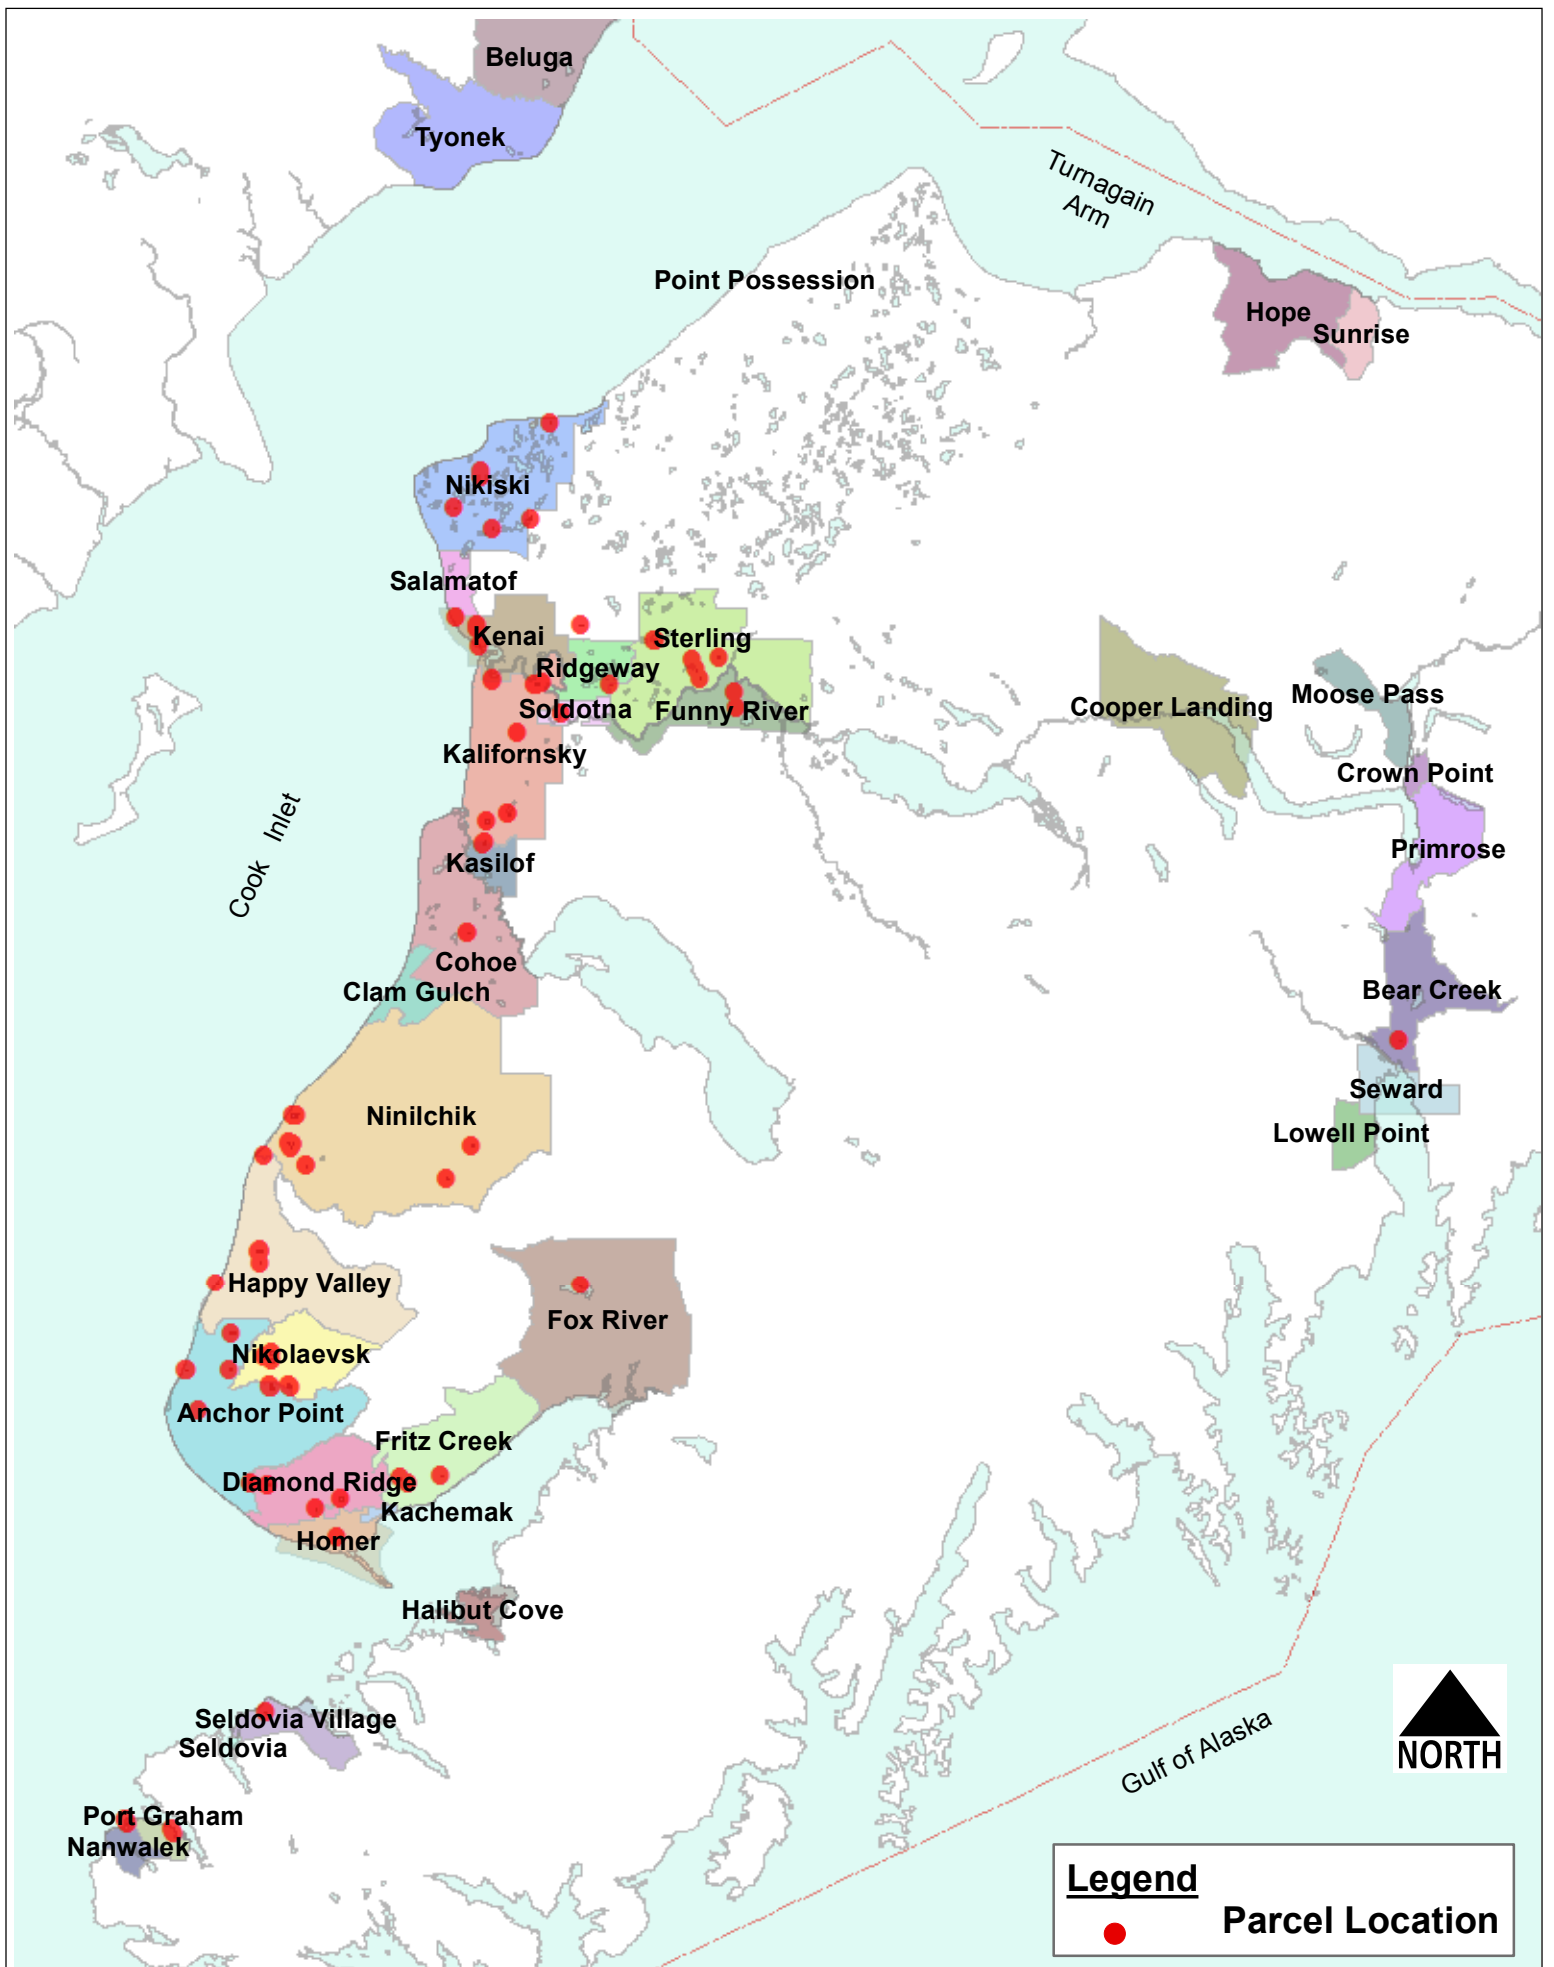 Beluga
Tyonek
Turnagain
Arm
Point Possession
Hope
Sunrise
Nikiski
Salamatof
Kenai
Sterling
Ridgeway
Soldotna
Funny River
Cooper Landing
Moose Pass
Kalifornsky
Crown Point
Cook Inlet
Primrose
Kasilof
Cohoe
Clam Gulch
Bear Creek
Seward
Ninilchik
Lowell Point
Happy Valley
Fox River
Nikolaevsk
Anchor Point
Fritz Creek
Diamond Ridge
Kachemak
Homer
Halibut Cove
Seldovia Village
Seldovia
Gulf of Alaska
NORTH
Port Graham
Nanwalek
Legend
Parcel Location